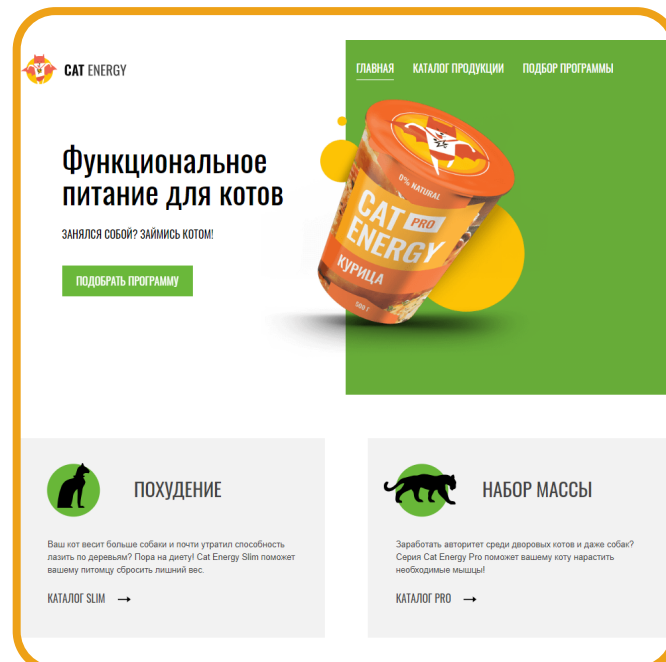 CAT ENERGY
ГЛАВНАЯ КАТАЛОГ ПРОДУКЦИИ ПОДБОР ПРОГРАММЫ
Функциональное
питание для котов
ЗАНЯЛСЯ СОБОЙ? ЗАЙМИСЬ КОТОМ!
ПОДОБРАТЬ ПРОГРАММУ
0% NATURAL
CAT PRO
ENERGY
КУРИЦА
500 г
ПОХУДЕНИЕ
Ваш кот весит больше собаки и почти утратил способность
лазить по деревьям? Пора на диету! Cat Energy Slim поможет
вашему питомцу сбросить лишний вес.
КАТАЛОГ SLIM
НАБОР МАССЫ
Заработать авторитет среди дворовых котов и даже собак?
Серия Cat Energy Pro поможет вашему коту нарастить
необходимые мышцы!
КАТАЛОГ PRO